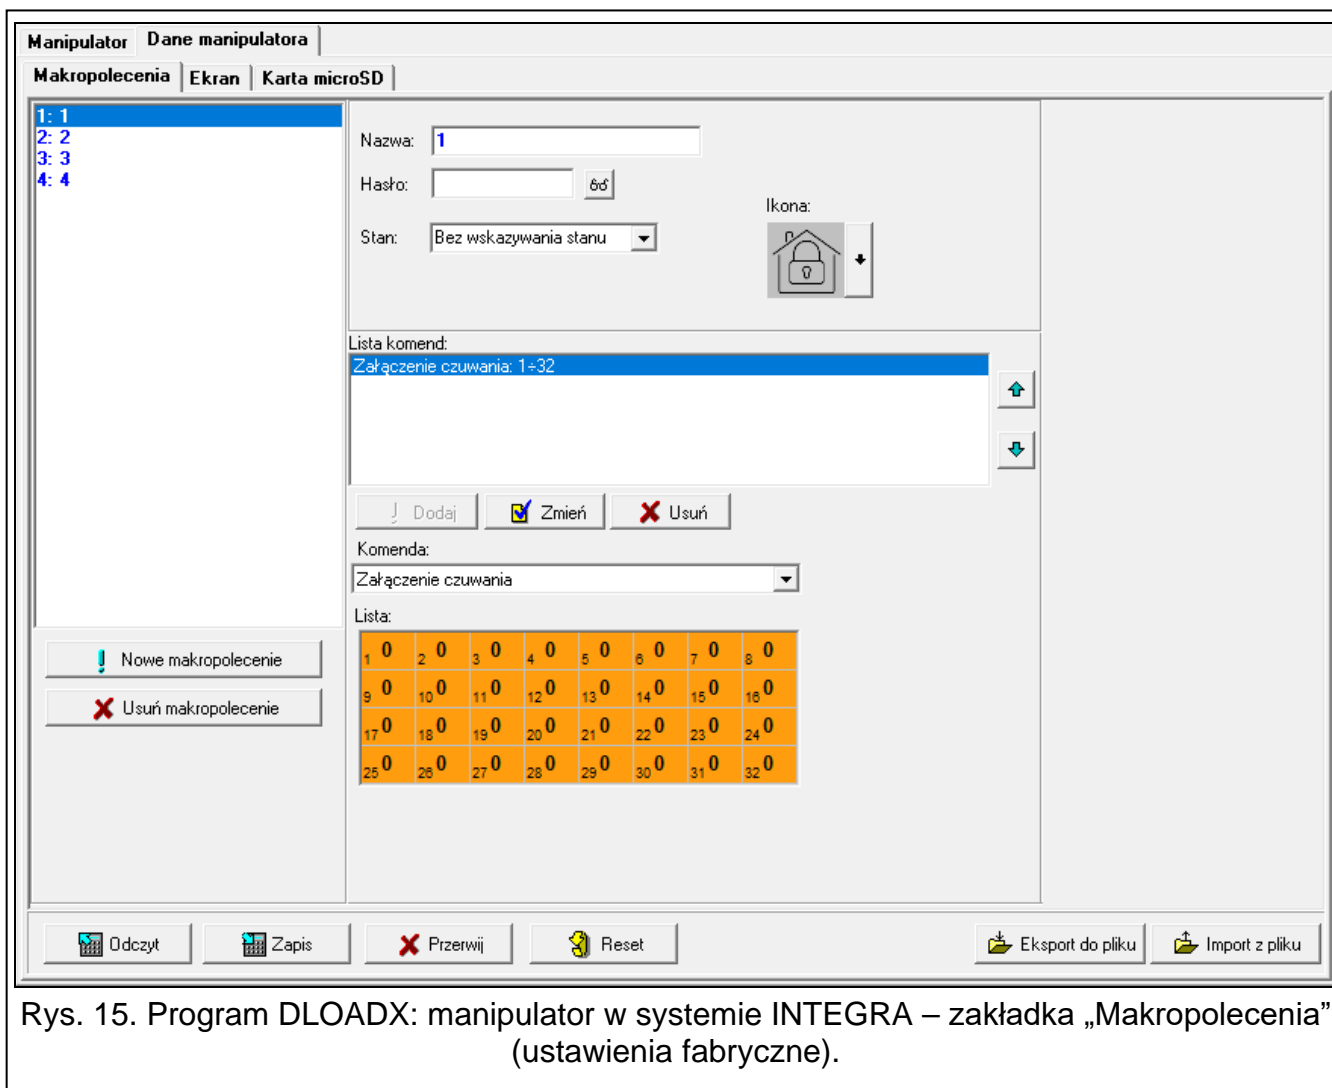 Manipulator Dane manipulatora
Makropolecenia Ekran Karta microSD
1: 1
2: 2
3: 3
4: 4
Nazwa: 1
Hasło:
Stan: Bez wskazywania stanu
Ikona:
Lista komend:
Załączenie czuwania: 1÷32
Dodaj Zmień Usuń
Komenda:
Załączenie czuwania
Lista:
1 0 2 0 3 0 4 0 5 0 6 0 7 0 8 0
9 0 10 0 11 0 12 0 13 0 14 0 15 0 16 0
17 0 18 0 19 0 20 0 21 0 22 0 23 0 24 0
25 0 26 0 27 0 28 0 29 0 30 0 31 0 32 0
Nowe makropolecenie
Usuń makropolecenie
Odczyt Zapis Przerwij Reset Eksport do pliku Import z pliku
Rys. 15. Program DLOADX: manipulator w systemie INTEGRA – zakładka „Makropolecenia”
(ustawienia fabryczne).